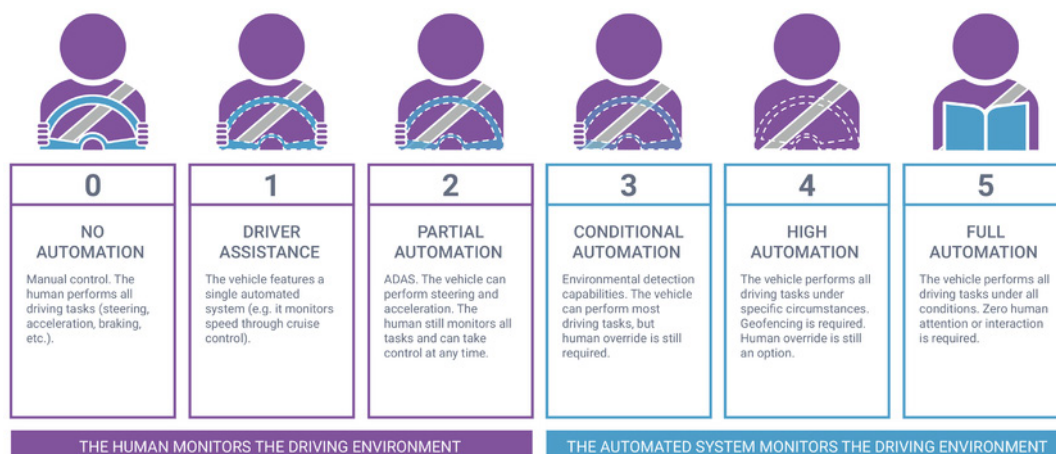 0
NO
AUTOMATION
Manual control. The
human performs all
driving tasks (steering,
acceleration, braking,
etc.).
1
DRIVER
ASSISTANCE
The vehicle features a
single automated
system (e.g. it monitors
speed through cruise
control).
2
PARTIAL
AUTOMATION
ADAS. The vehicle can
perform steering and
acceleration. The
human still monitors all
tasks and can take
control at any time.
3
CONDITIONAL
AUTOMATION
Environmental detection
capabilities. The vehicle
can perform most
driving tasks, but
human override is still
required.
4
HIGH
AUTOMATION
The vehicle performs all
driving tasks under
specific circumstances.
Geofencing is required.
Human override is still
an option.
5
FULL
AUTOMATION
The vehicle performs all
driving tasks under all
conditions. Zero human
attention or interaction
is required.
THE HUMAN MONITORS THE DRIVING ENVIRONMENT
THE AUTOMATED SYSTEM MONITORS THE DRIVING ENVIRONMENT